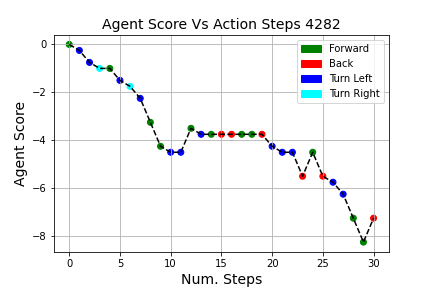 Agent Score Vs Action Steps 4282
Forward
Back
Turn Left
Turn Right
0
−2
−4
−6
−8
Agent Score
0 5 10 15 20 25 30
Num. Steps